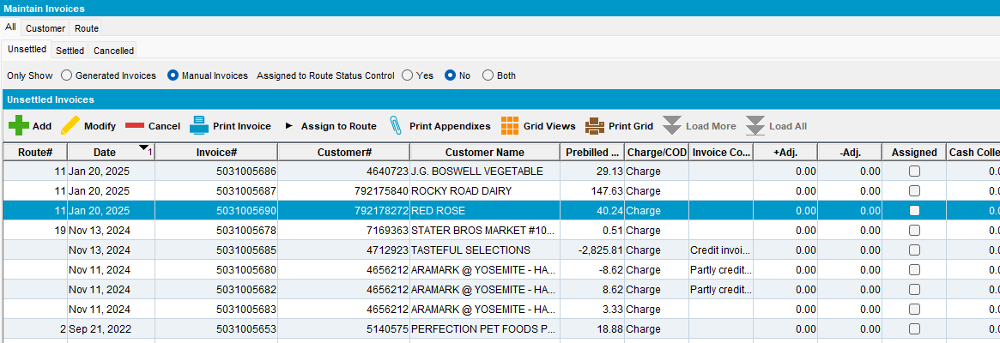 Maintain Invoices
All Customer Route
Unsettled Settled Cancelled
Only Show Generated Invoices Manual Invoices Assigned to Route Status Control Yes No Both
Unsettled Invoices
Add Modify Cancel Print Invoice Assign to Route Print Appendixes Grid Views Print Grid Load More Load All
Route# Date 1 Invoice# Customer# Customer Name Prebilled ... Charge/COD Invoice Co... +Adj. -Adj. Assigned Cash Colle
11 Jan 20, 2025 5031005686 4640723 J.G. BOSWELL VEGETABLE 29.13 Charge 0.00 0.00 0.0
11 Jan 20, 2025 5031005687 792175840 ROCKY ROAD DAIRY 147.63 Charge 0.00 0.00 0.0
11 Jan 20, 2025 5031005690 792178272 RED ROSE 40.24 Charge 0.00 0.00 0.0
19 Nov 13, 2024 5031005678 7169363 STATER BROS MARKET #10... 0.51 Charge 0.00 0.00 0.0
Nov 13, 2024 5031005685 4712923 TASTEFUL SELECTIONS -2,825.81 Charge Credit invoi... 0.00 0.00 0.0
Nov 11, 2024 5031005680 4656212 ARAMARK @ YOSEMITE - HA... -8.62 Charge Partly credit... 0.00 0.00 0.0
Nov 11, 2024 5031005682 4656212 ARAMARK @ YOSEMITE - HA... 8.62 Charge Partly credit... 0.00 0.00 0.0
Nov 11, 2024 5031005683 4656212 ARAMARK @ YOSEMITE - HA... 3.33 Charge 0.00 0.00 0.0
2 Sep 21, 2022 5031005653 5140575 PERFECTION PET FOODS P... 18.88 Charge 0.00 0.00 0.0